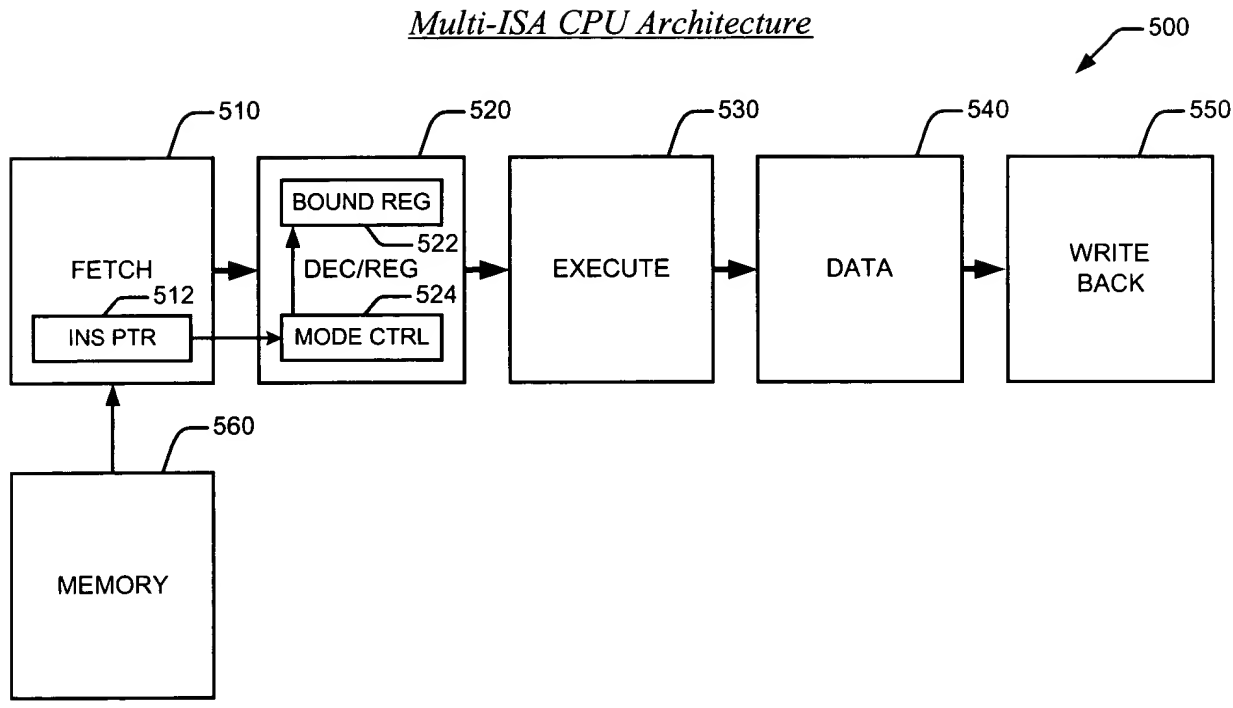 Multi-ISA CPU Architecture
500
510
520
530
540
550
BOUND REG
522
FETCH
DEC/REG
EXECUTE
DATA
WRITE
BACK
512
524
INS PTR
MODE CTRL
560
MEMORY